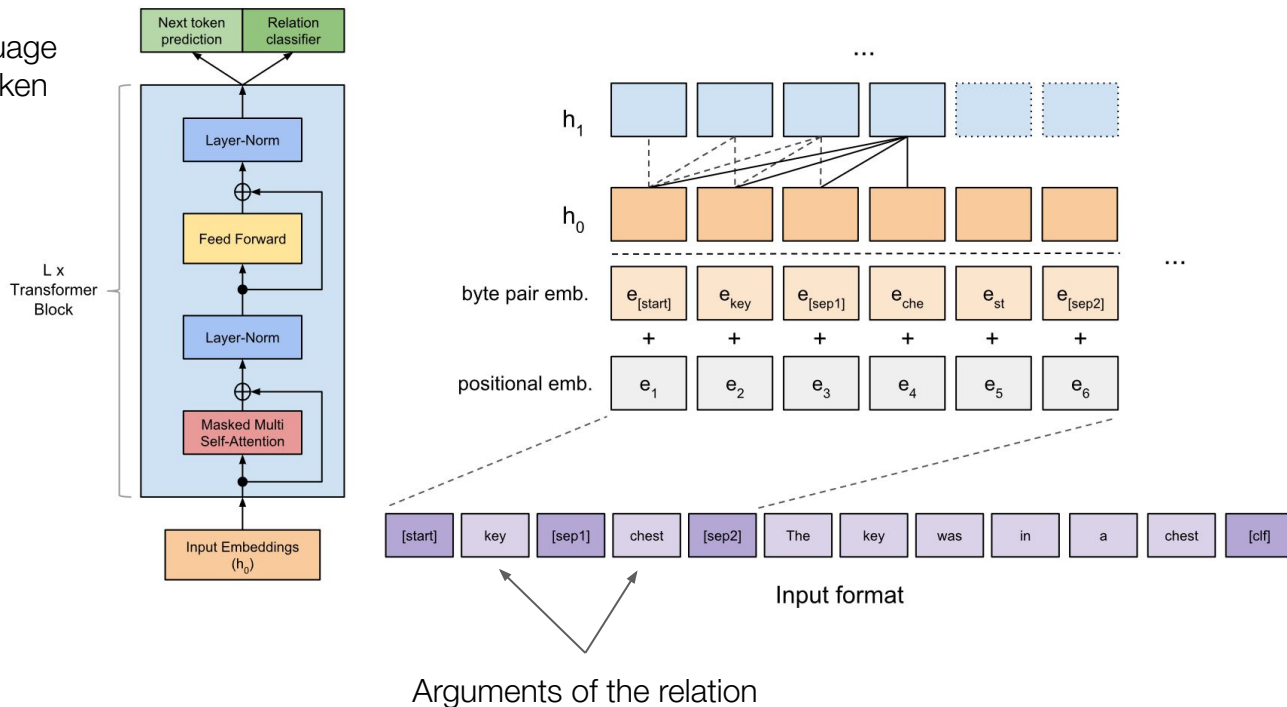 uage
ken
Next token
prediction
Relation
classifier
Layer-Norm
Feed Forward
L x
Transformer
Block
Layer-Norm
Masked Multi
Self-Attention
Input Embeddings
(h0)
...
h1
h0
...
byte pair emb. e[start] ekey e[sep1] eche est e[sep2]
+ + + + + +
positional emb. e1 e2 e3 e4 e5 e6
[start] key [sep1] chest [sep2] The key was in a chest [clf]
Input format
Arguments of the relation